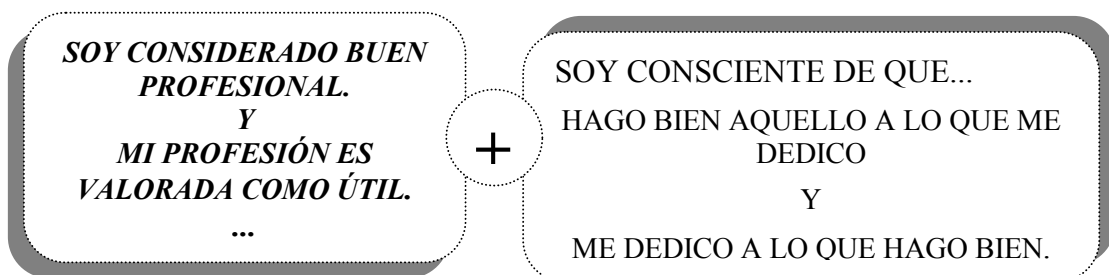 SOY CONSIDERADO BUEN
PROFESIONAL.
Y
MI PROFESIÓN ES
VALORADA COMO ÚTIL.
...
+
SOY CONSCIENTE DE QUE...
HAGO BIEN AQUELLO A LO QUE ME
DEDICO
Y
ME DEDICO A LO QUE HAGO BIEN.